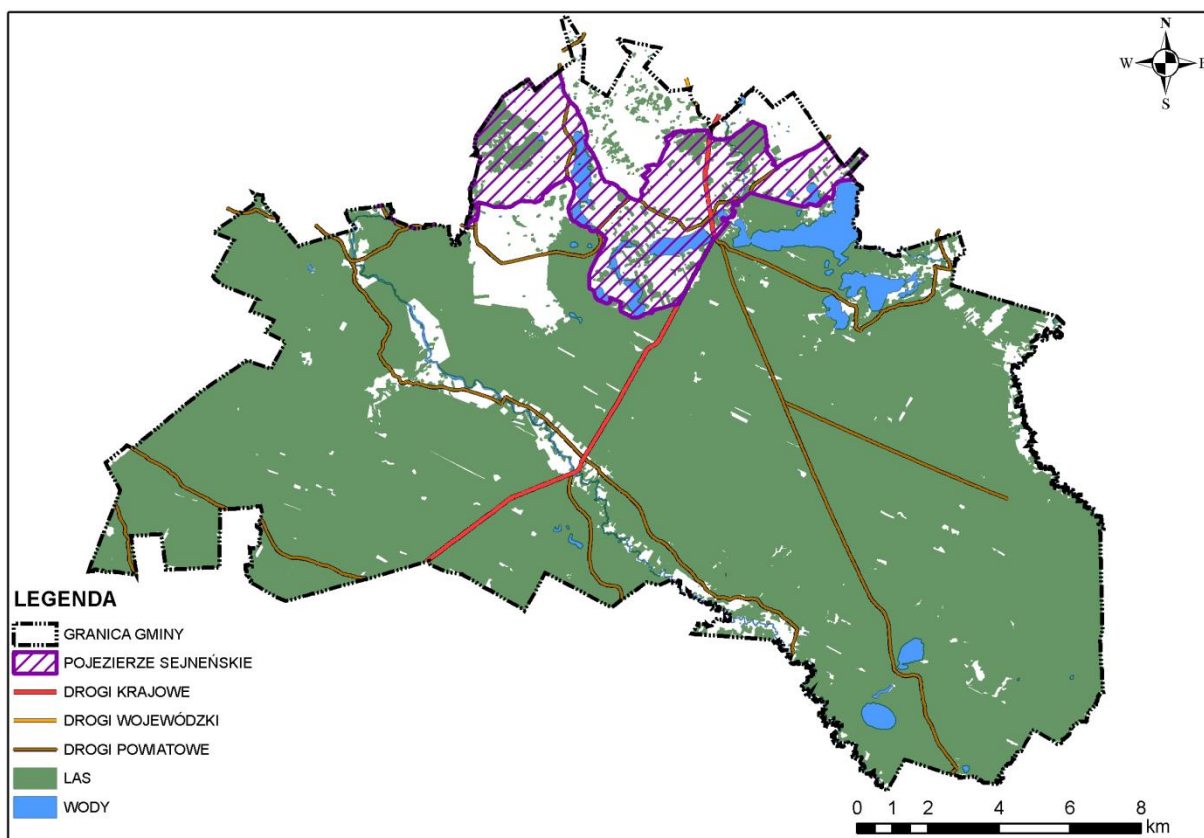 N
W E
S
LEGENDA
GRANICA GMINY
POJEZIERZE SEJNEŃSKIE
DROGI KRAJOWE
DROGI WOJEWÓDZKI
DROGI POWIATOWE
LAS
WODY
0 1 2 4 6 8
km